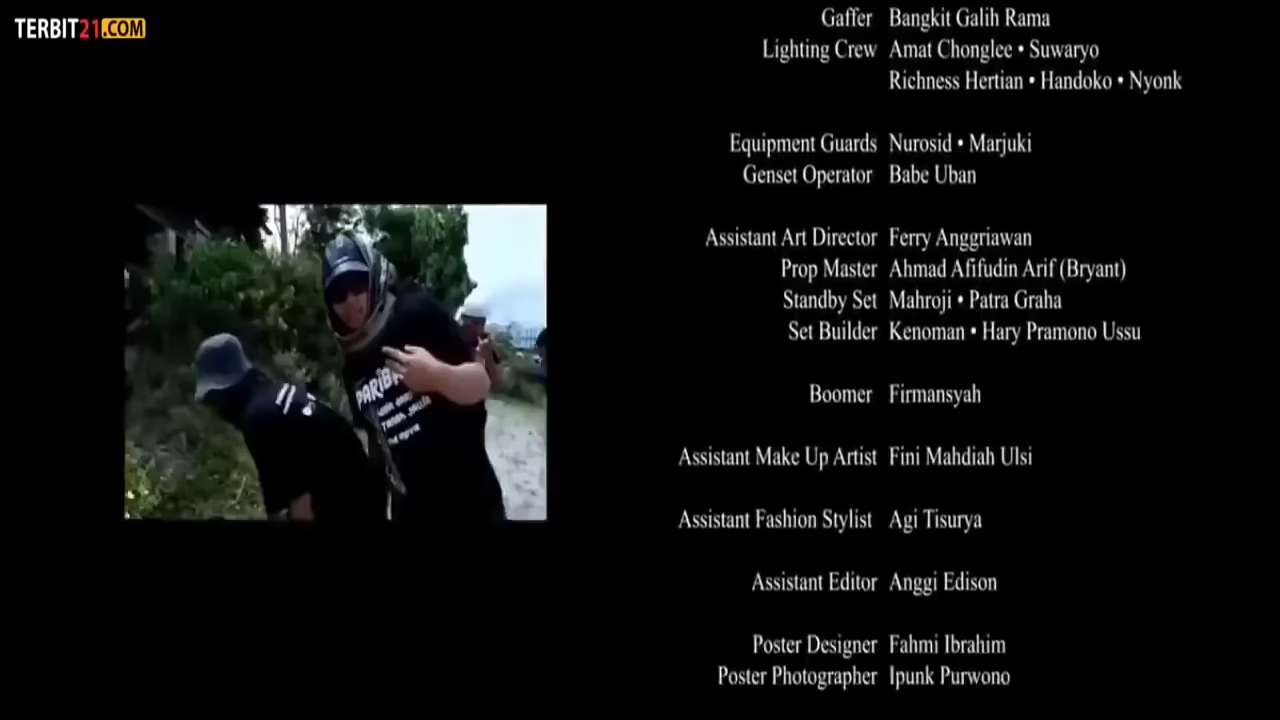 TERBIT21.COM
Gaffer Bangkit Galih Rama
Lighting Crew Amat Chonglee • Suwaryo
Richness Hertian • Handoko • Nyonk
Equipment Guards Nurosid • Marjuki
Genset Operator Babe Uban
Assistant Art Director Ferry Anggriawan
Prop Master Ahmad Afifudin Arif (Bryant)
Standby Set Mahroji • Patra Graha
Set Builder Kenoman • Hary Pramono Ussu
Boomer Firmansyah
Assistant Make Up Artist Fini Mahdiah Ulsi
Assistant Fashion Stylist Agi Tisurya
Assistant Editor Anggi Edison
Poster Designer Fahmi Ibrahim
Poster Photographer Ipunk Purwono